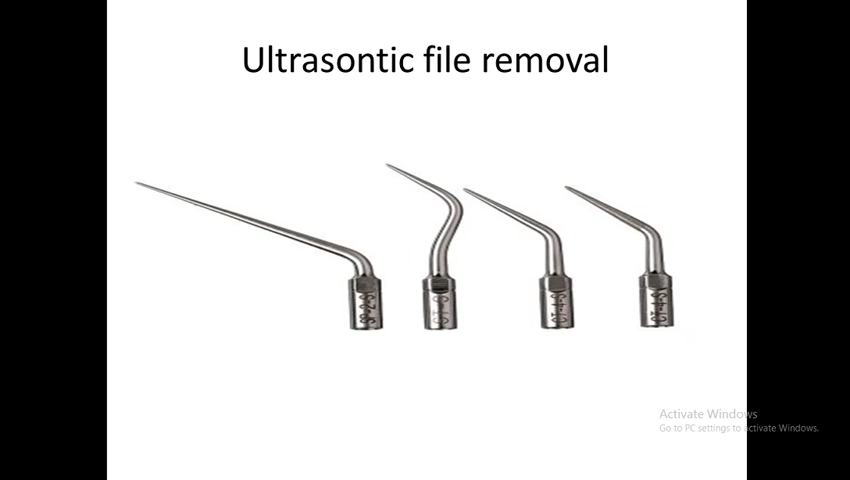 Ultrasontic file removal
Activate Windows
Go to PC settings to activate Windows.